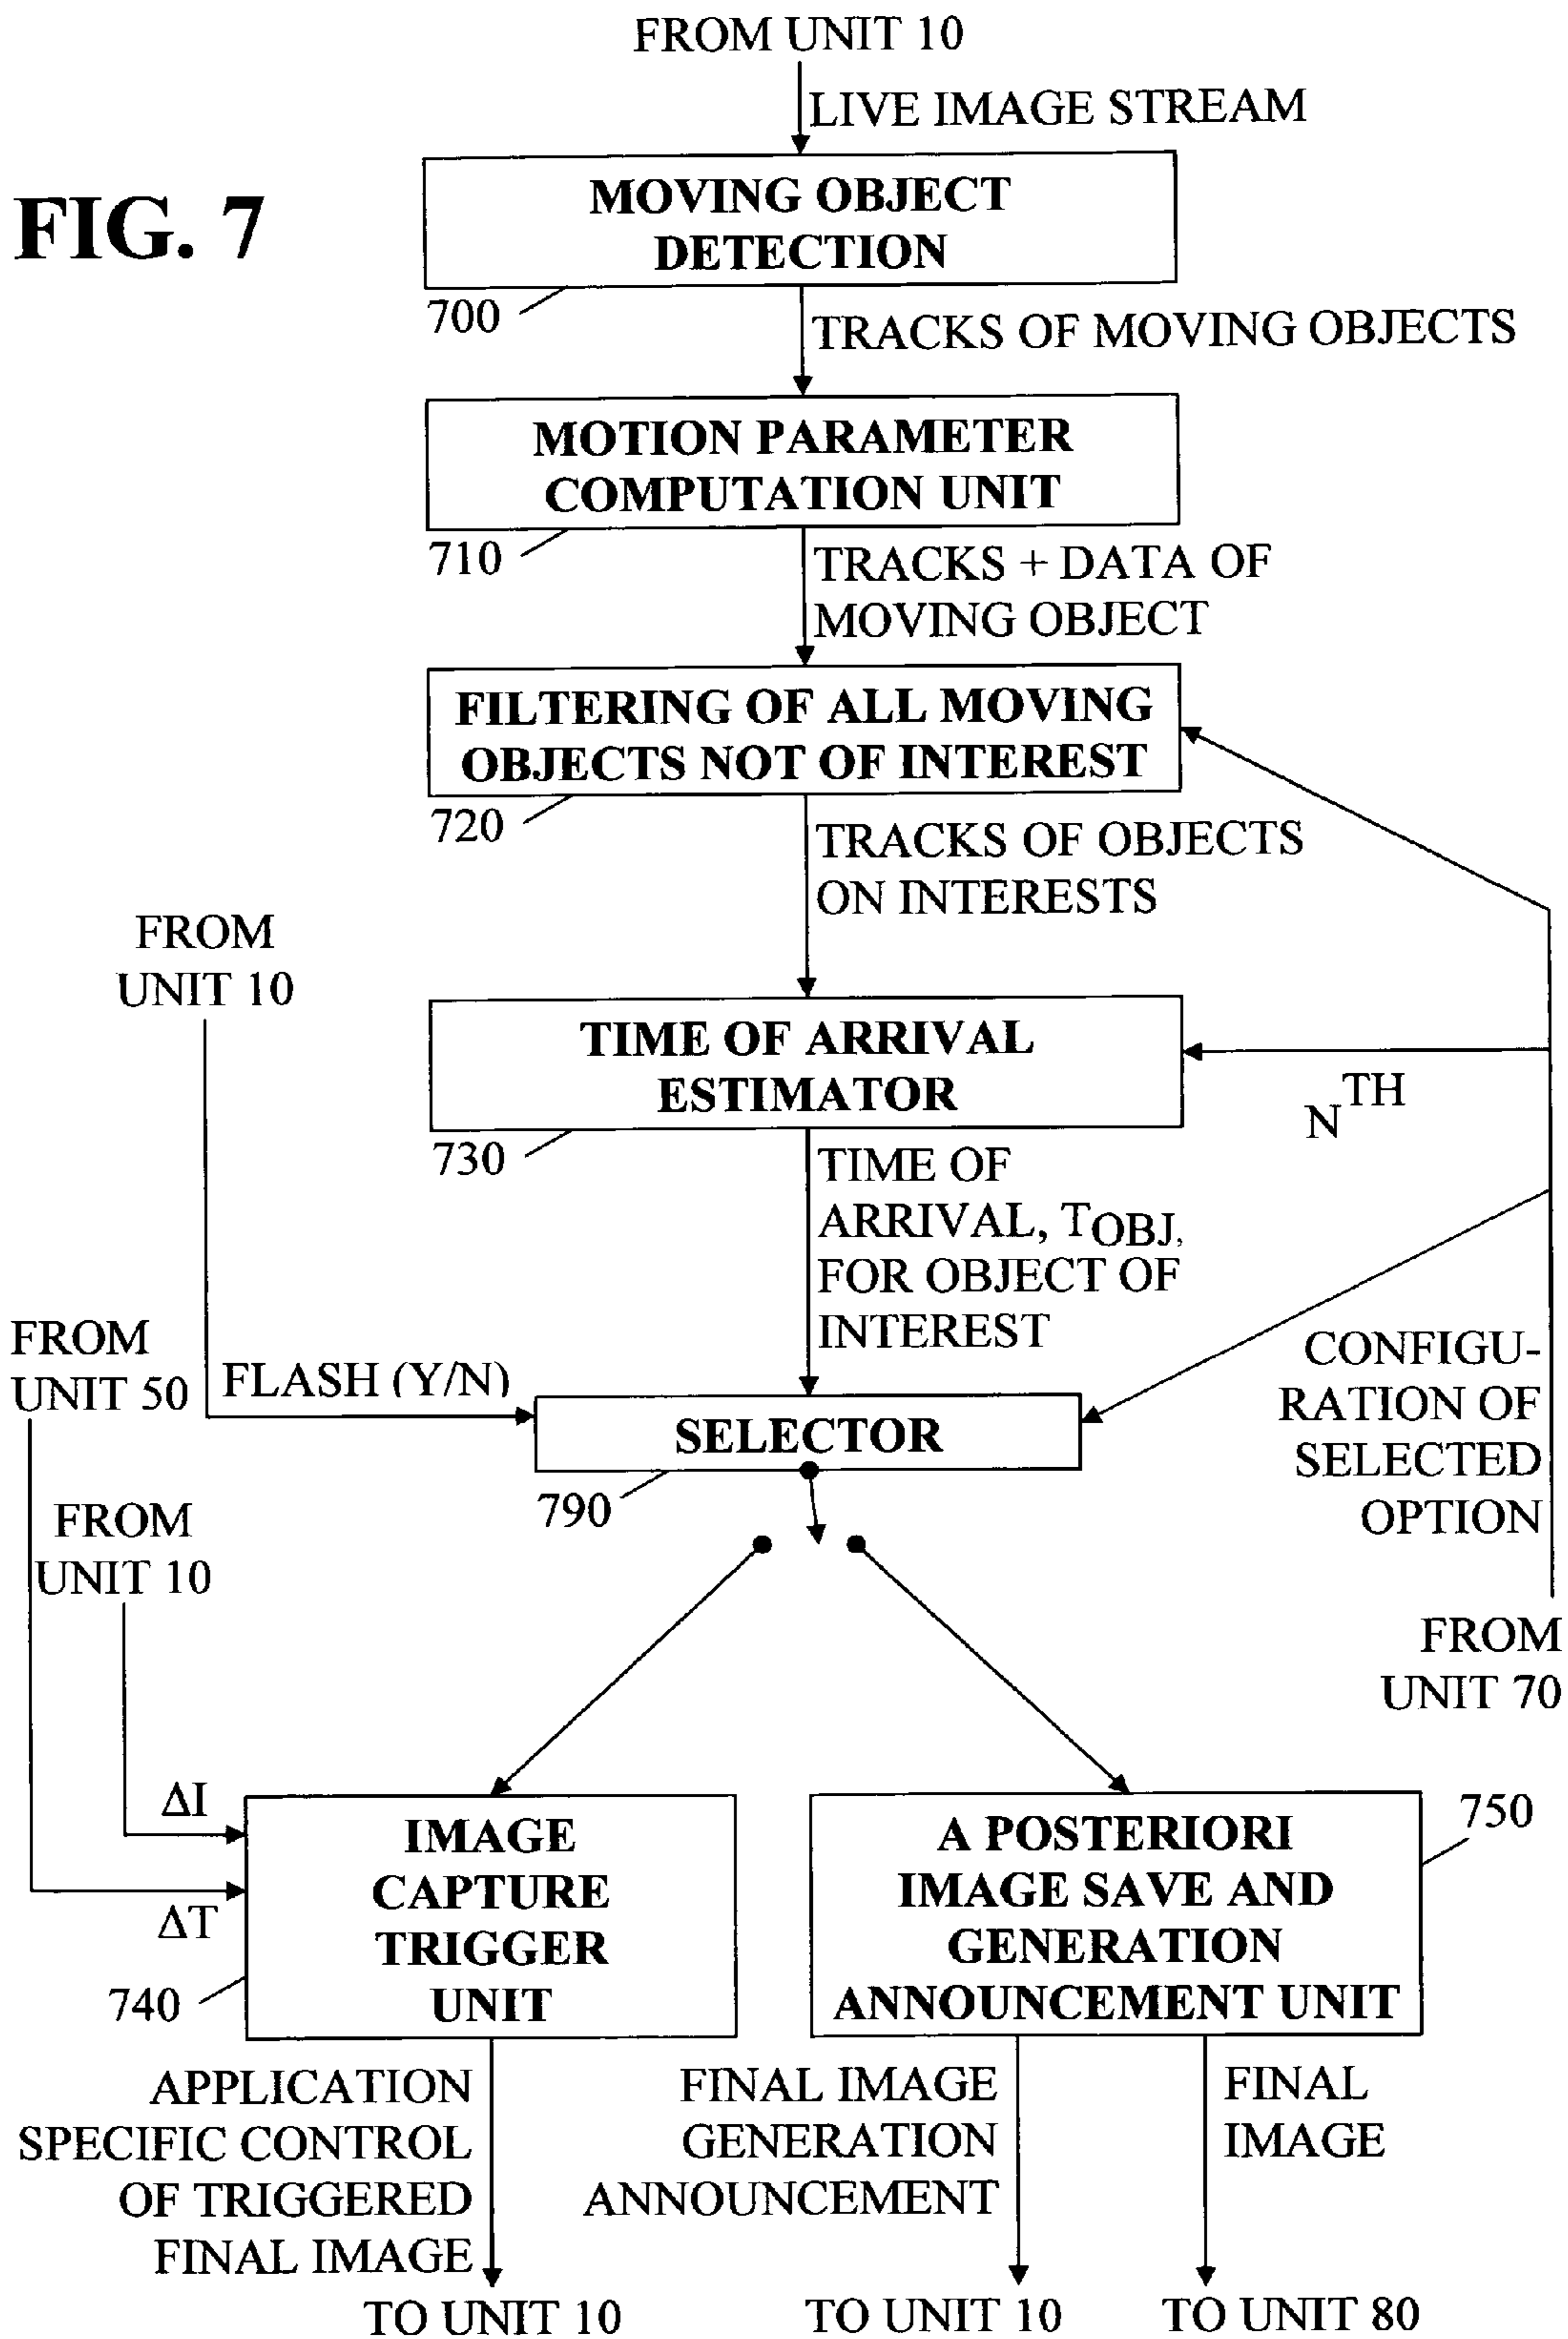 FROM UNIT 10
LIVE IMAGE STREAM
FIG. 7
MOVING OBJECT
DETECTION
700
TRACKS OF MOVING OBJECTS
MOTION PARAMETER
COMPUTATION UNIT
710
TRACKS + DATA OF
MOVING OBJECT
FILTERING OF ALL MOVING
OBJECTS NOT OF INTEREST
720
TRACKS OF OBJECTS
ON INTERESTS
FROM
UNIT 10
TIME OF ARRIVAL
ESTIMATOR
N TH
730
TIME OF
ARRIVAL, TOBJ,
FOR OBJECT OF
INTEREST
FROM
UNIT 50
FLASH (Y/N)
SELECTOR
790
CONFIGU-
RATION OF
SELECTED
OPTION
FROM
UNIT 10
FROM
UNIT 70
ΔI
ΔT
IMAGE
CAPTURE
TRIGGER
UNIT
740
A POSTERIORI
IMAGE SAVE AND
GENERATION
ANNOUNCEMENT UNIT
750
APPLICATION
SPECIFIC CONTROL
OF TRIGGERED
FINAL IMAGE
FINAL IMAGE
GENERATION
ANNOUNCEMENT
FINAL
IMAGE
TO UNIT 10
TO UNIT 10
TO UNIT 80